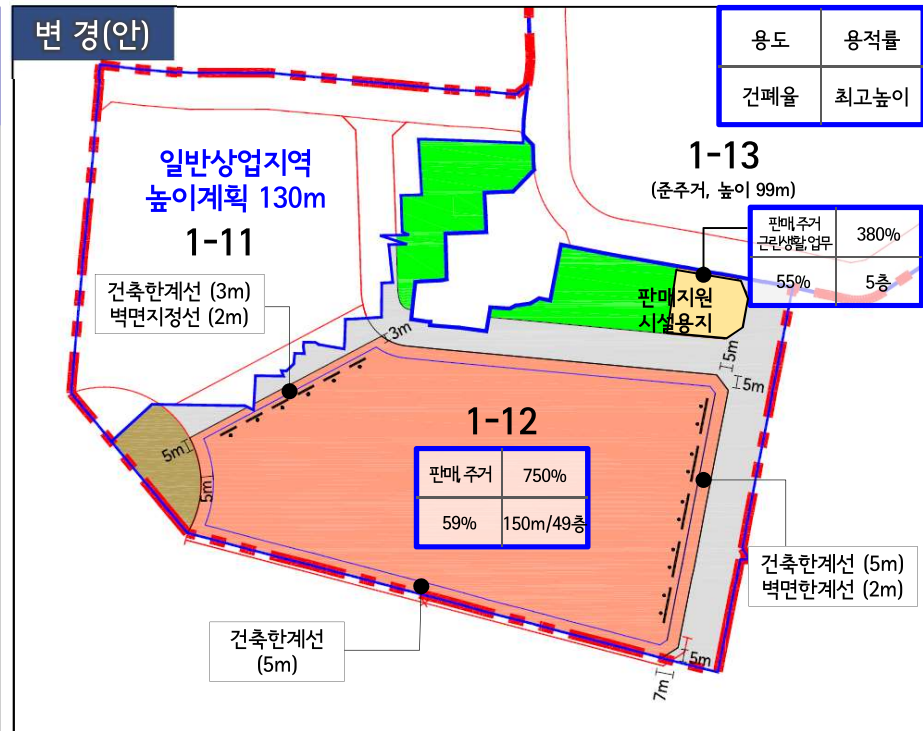 변 경(안)
용도
용적률
건폐율
최고높이
일반상업지역
높이계획 130m
1-11
1-13
(준주거, 높이 99m)
판매, 주거
근린생활, 업무
380%
55%
5층
건축한계선 (3m)
벽면지정선 (2m)
판매지원
시설용지
3m
5m
5m
5m
5m
1-12
판매, 주거
750%
59%
150m/49층
건축한계선 (5m)
벽면한계선 (2m)
건축한계선
(5m)
5m
7m